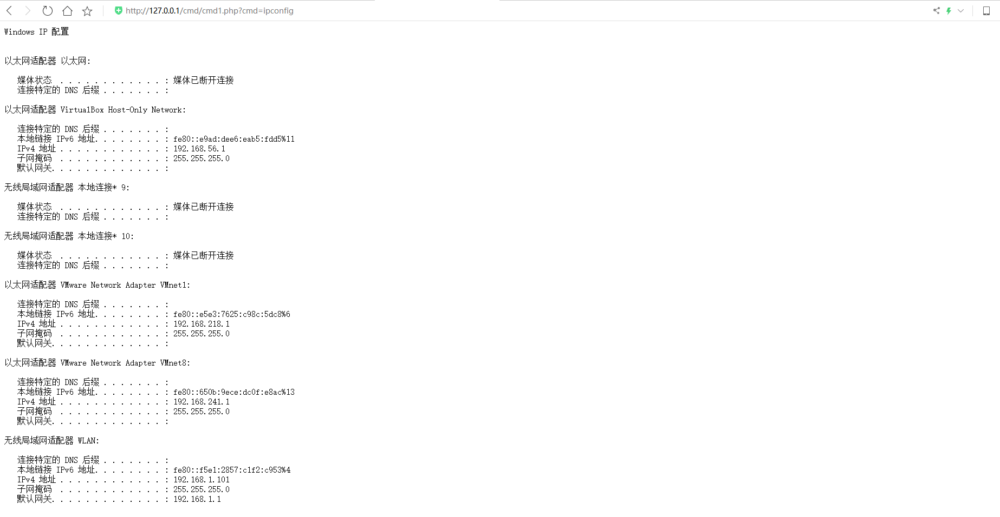 http://127.0.0.1/cmd/cmd1.php?cmd=ipconfig
Windows IP 配置
以太网适配器 以太网:
媒体状态  . . . . . . . . . . . . : 媒体已断开连接
连接特定的 DNS 后缀 . . . . . . . :
以太网适配器 VirtualBox Host-Only Network:
连接特定的 DNS 后缀 . . . . . . . :
本地链接 IPv6 地址. . . . . . . . : fe80::e9ad:dee6:eab5:fdd5%11
IPv4 地址 . . . . . . . . . . . . : 192.168.56.1
子网掩码  . . . . . . . . . . . . : 255.255.255.0
默认网关. . . . . . . . . . . . . :
无线局域网适配器 本地连接* 9:
媒体状态  . . . . . . . . . . . . : 媒体已断开连接
连接特定的 DNS 后缀 . . . . . . . :
无线局域网适配器 本地连接* 10:
媒体状态  . . . . . . . . . . . . : 媒体已断开连接
连接特定的 DNS 后缀 . . . . . . . :
以太网适配器 VMware Network Adapter VMnet1:
连接特定的 DNS 后缀 . . . . . . . :
本地链接 IPv6 地址. . . . . . . . : fe80::e5e3:7625:c98c:5dc8%6
IPv4 地址 . . . . . . . . . . . . : 192.168.218.1
子网掩码  . . . . . . . . . . . . : 255.255.255.0
默认网关. . . . . . . . . . . . . :
以太网适配器 VMware Network Adapter VMnet8:
连接特定的 DNS 后缀 . . . . . . . :
本地链接 IPv6 地址. . . . . . . . : fe80::650b:9ece:dc0f:e8ac%13
IPv4 地址 . . . . . . . . . . . . : 192.168.241.1
子网掩码  . . . . . . . . . . . . : 255.255.255.0
默认网关. . . . . . . . . . . . . :
无线局域网适配器 WLAN:
连接特定的 DNS 后缀 . . . . . . . :
本地链接 IPv6 地址. . . . . . . . : fe80::f5e1:2857:c1f2:c953%4
IPv4 地址 . . . . . . . . . . . . : 192.168.1.101
子网掩码  . . . . . . . . . . . . : 255.255.255.0
默认网关. . . . . . . . . . . . . : 192.168.1.1